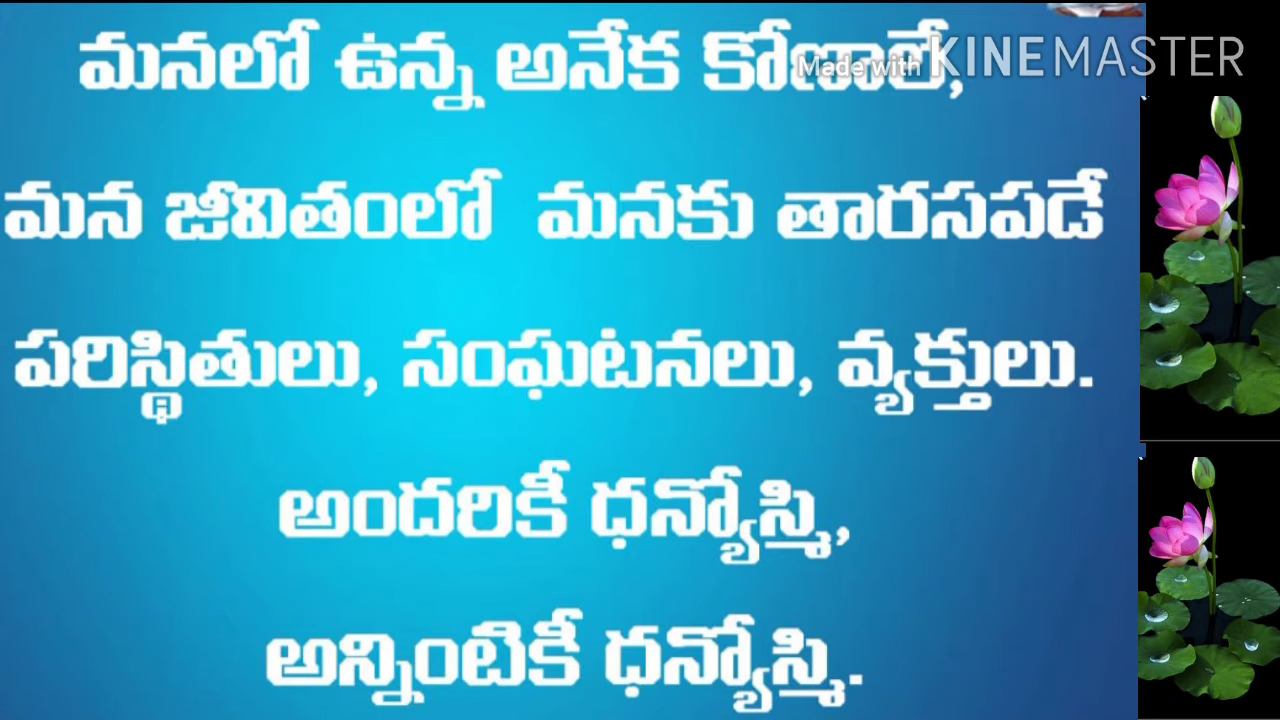 మనలో ఉన్న అనేక కోణాలే,
Made with KINEMASTER
మన జీవితంలో మనకు తారసపడే
పరిస్థితులు, సంఘటనలు, వ్యక్తులు.
అందరికీ ధన్యోస్మి,
అన్నింటికీ ధన్యోస్మి.